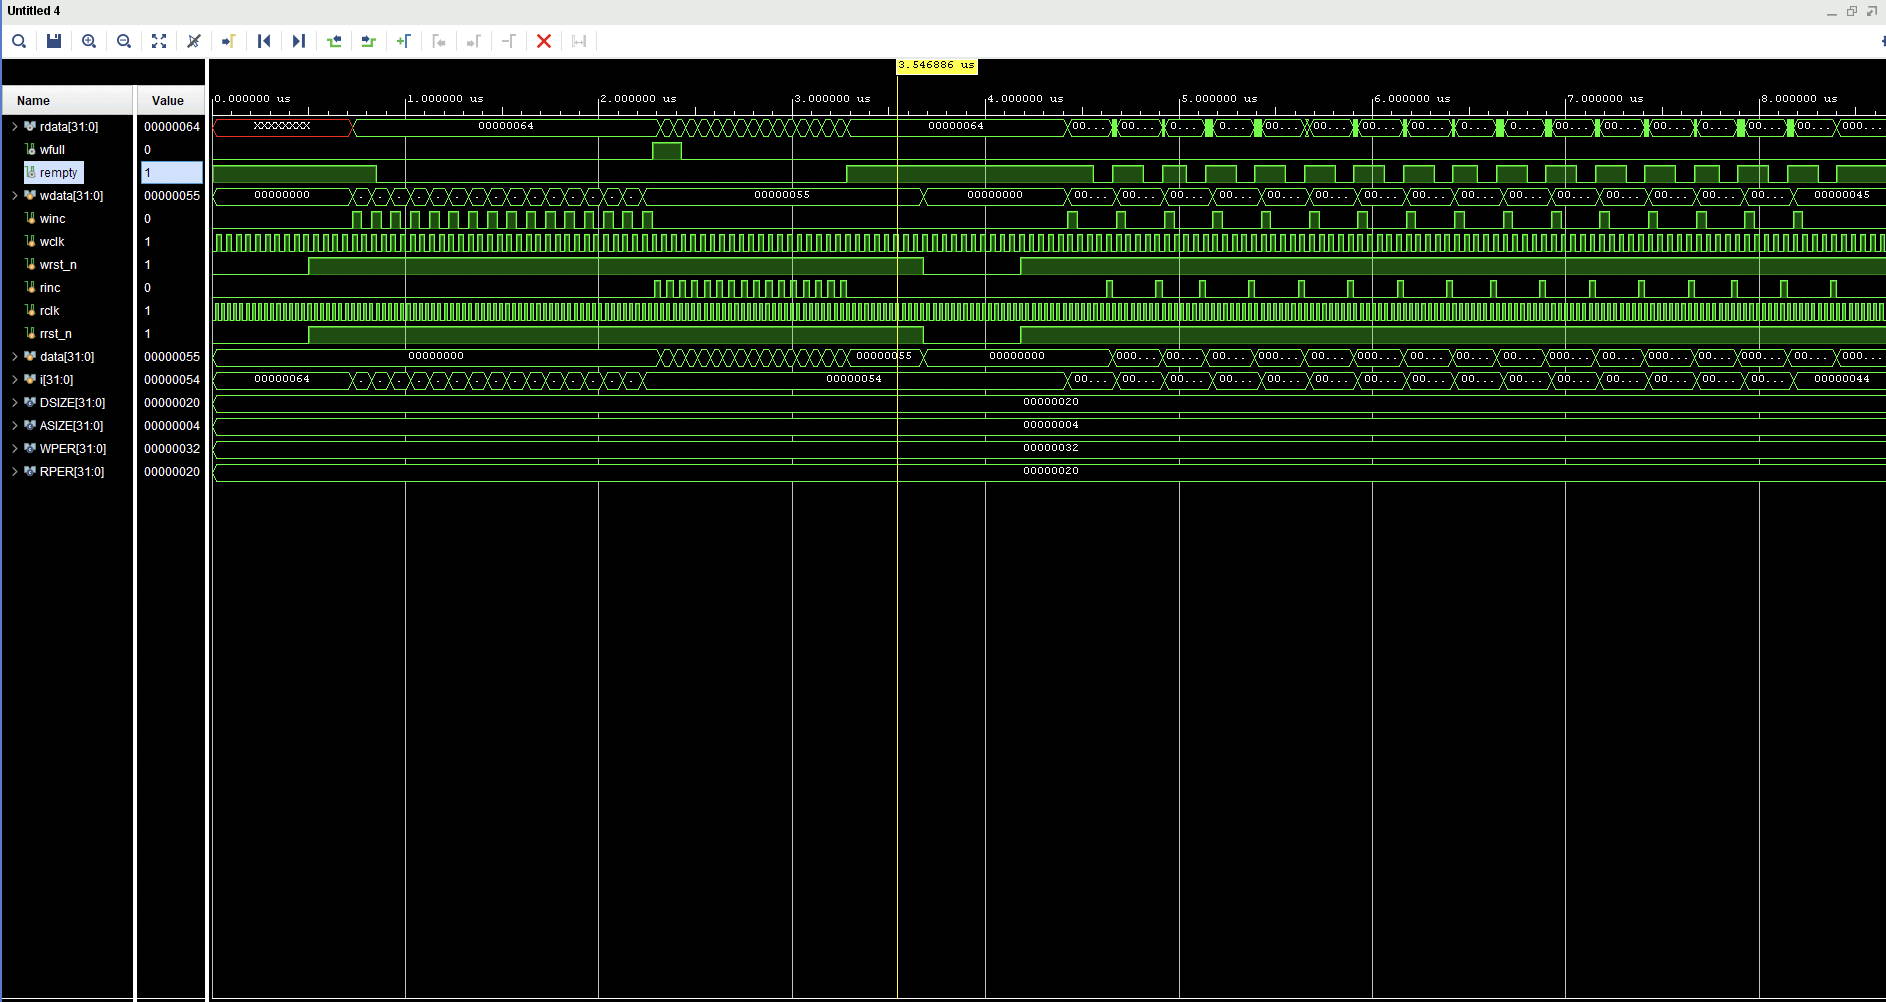 Untitled 4
3.546886 us
Name Value
0.000000 us 1.000000 us 2.000000 us 3.000000 us 4.000000 us 5.000000 us 6.000000 us 7.000000 us 8.000000 us
rdata[31:0] 00000064 XXXXXXXX 00000064 00000064 00... 00... 0... 00... 0... 00... 0... 00... 0... 00... 0... 00... 0... 00... 0... 00... 000...
wfull 0
rempty 1
wdata[31:0] 00000055 00000000 00000055 00000000 00... 00... 00... 00... 00... 00... 00... 00... 00... 00... 00... 00... 00... 00... 00... 00000045
winc 0
wclk 1
wrst_n 1
rinc 0
rclk 1
rrst_n 1
data[31:0] 00000055 00000000 00000055 00000000 000... 00... 00... 000... 00... 000... 00... 00... 00... 000... 00... 00... 00... 000... 00... 000...
i[31:0] 00000054 00000064 00000054 00... 00... 00... 00... 00... 00... 00... 00... 00... 00... 00... 00... 00... 00... 00... 00000044
DSIZE[31:0] 00000020 00000020
ASIZE[31:0] 00000004 00000004
WPER[31:0] 00000032 00000032
RPER[31:0] 00000020 00000020